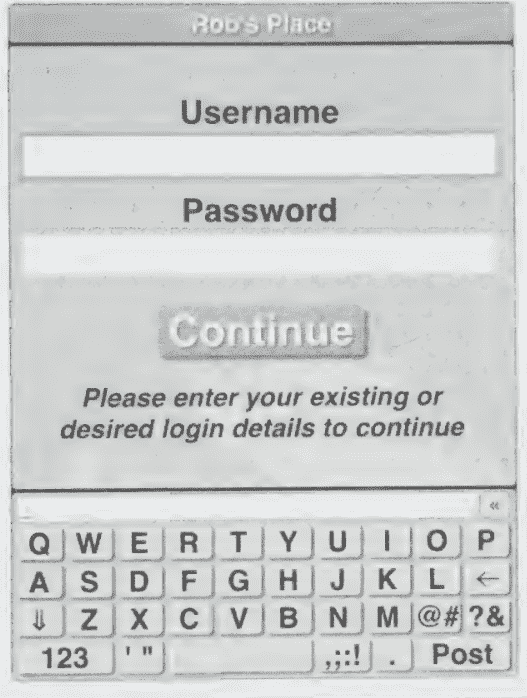 Rob's Place
Username
Password
Continue
Please enter your existing or
desired login details to continue
«
Q W E R T Y U I O P
A S D F G H J K L ←
⇓ Z X C V B N M @# ?&
123 ' " ,;:! . Post